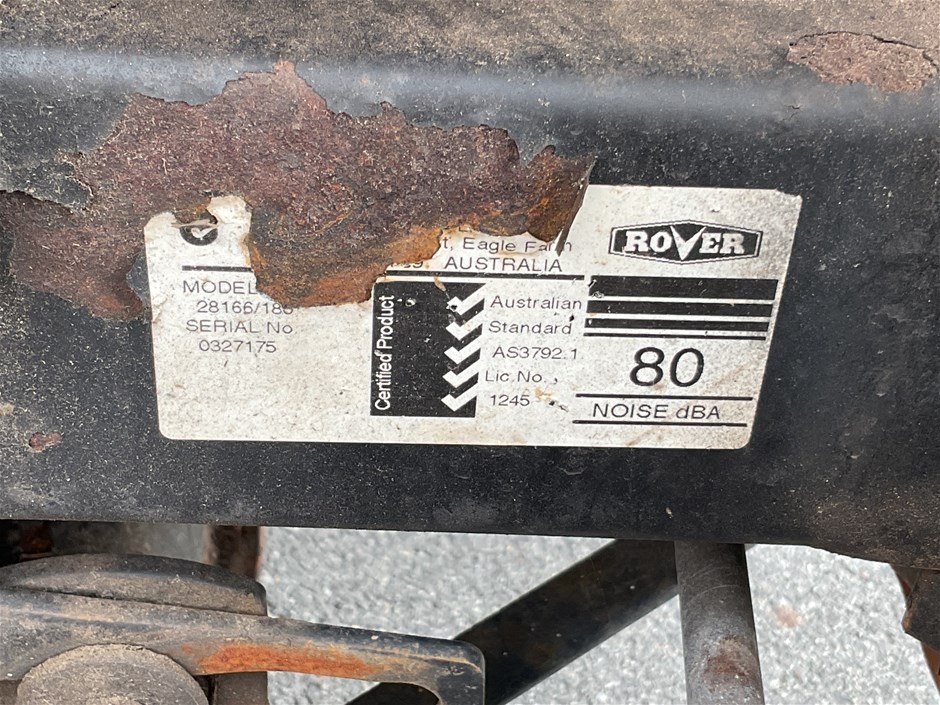 MODEL
28166/186
SERIAL No.
0327175
Certified Product
Eagle Farm
AUSTRALIA
Australian
Standard
AS3792.1
Lic.No.
1245
ROVER
80
NOISE dBA